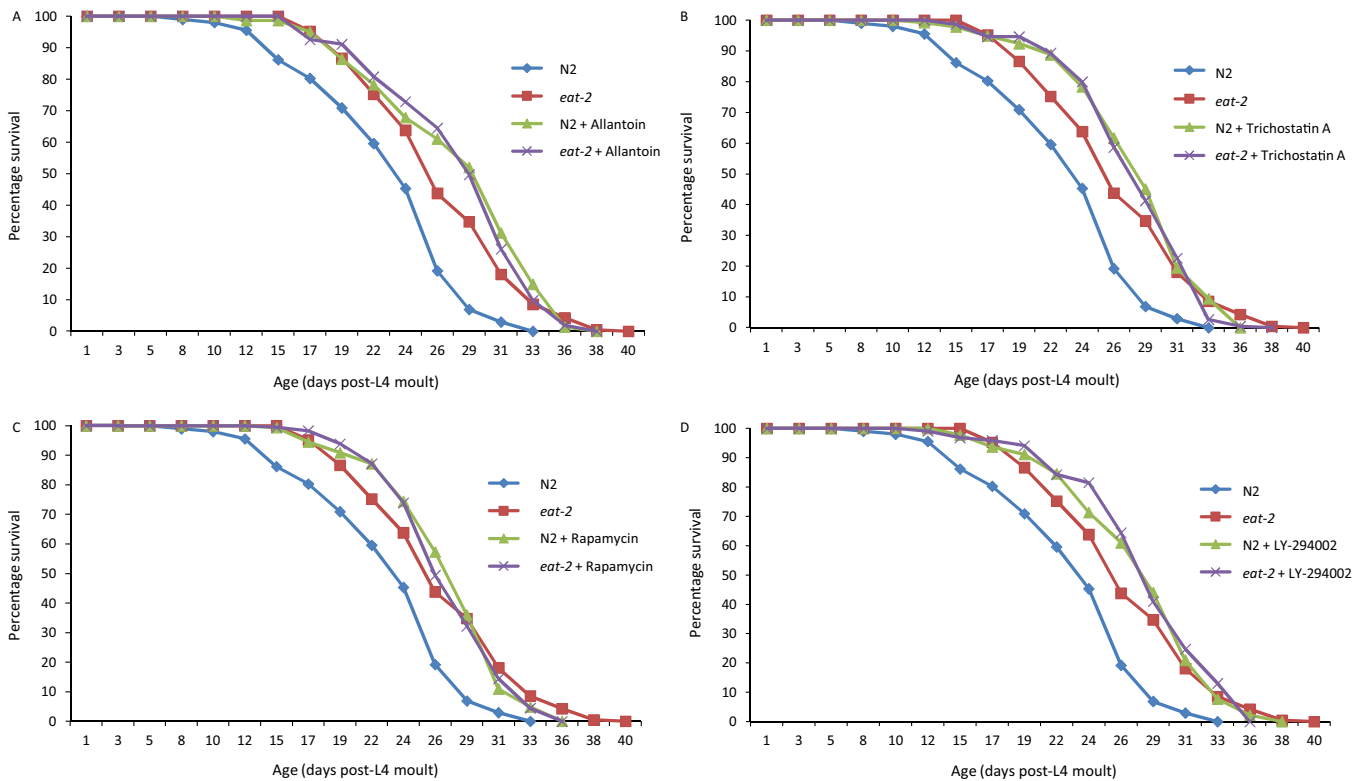 A
Percentage survival
100
90
80
70
60
50
40
30
20
10
0
1 3 5 8 10 12 15 17 19 22 24 26 29 31 33 36 38 40
Age (days post-L4 moult)
N2
eat-2
N2 + Allantoin
eat-2 + Allantoin
B
Percentage survival
100
90
80
70
60
50
40
30
20
10
0
1 3 5 8 10 12 15 17 19 22 24 26 29 31 33 36 38 40
Age (days post-L4 moult)
N2
eat-2
N2 + Trichostatin A
eat-2 + Trichostatin A
C
Percentage survival
100
90
80
70
60
50
40
30
20
10
0
1 3 5 8 10 12 15 17 19 22 24 26 29 31 33 36 38 40
Age (days post-L4 moult)
N2
eat-2
N2 + Rapamycin
eat-2 + Rapamycin
D
Percentage survival
100
90
80
70
60
50
40
30
20
10
0
1 3 5 8 10 12 15 17 19 22 24 26 29 31 33 36 38 40
Age (days post-L4 moult)
N2
eat-2
N2 + LY-294002
eat-2 + LY-294002